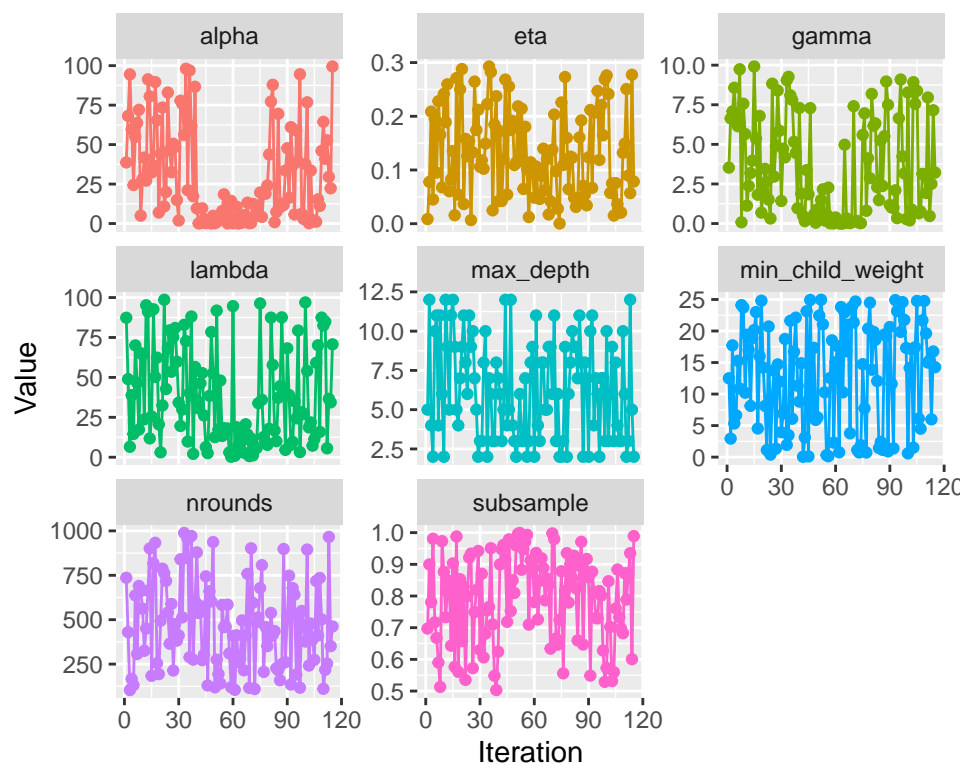 alpha eta gamma
100 0.3 10.0
75 7.5
0.2
50 5.0
0.1
25 2.5
0 0.0 0.0
lambda max_depth min_child_weight
100 12.5 25
75 10.0 20
15
50 7.5
10
25 5.0
5
0 2.5 0
nrounds subsample 0 30 60 90 120
1000 1.0
0.9
750
0.8
500 0.7
250 0.6
0.5
0 30 60 90 120 0 30 60 90 120
Iteration
Value